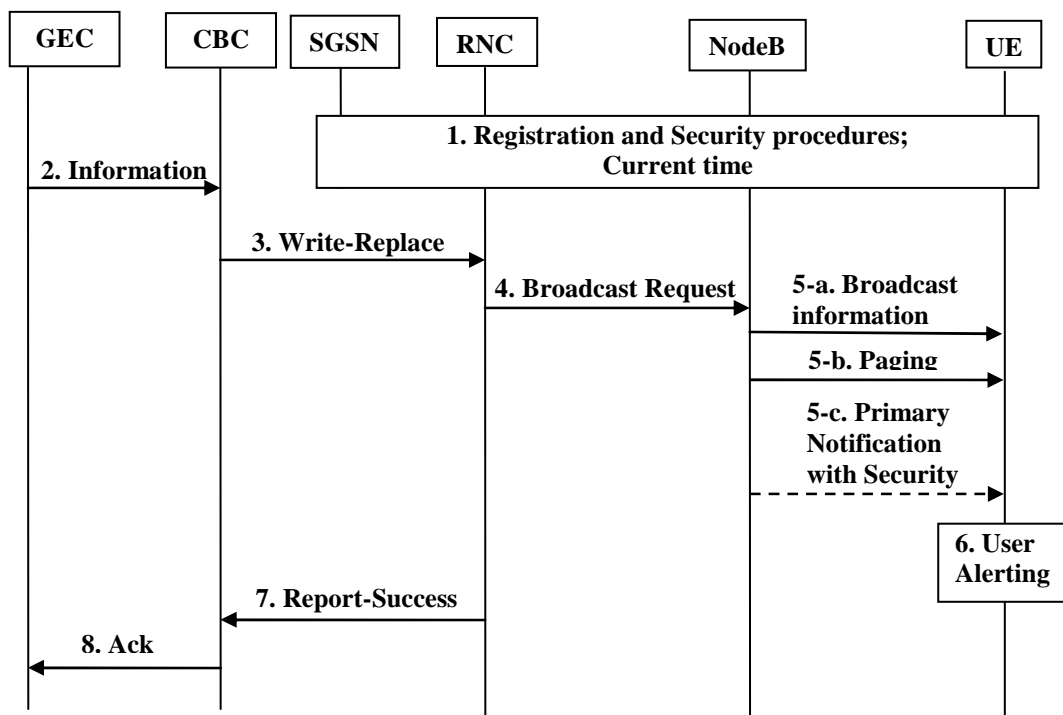 GEC
CBC
SGSN
RNC
NodeB
UE
1. Registration and Security procedures;
Current time
2. Information
3. Write-Replace
4. Broadcast Request
5-a. Broadcast
information
5-b. Paging
5-c. Primary
Notification
with Security
6. User
Alerting
7. Report-Success
8. Ack